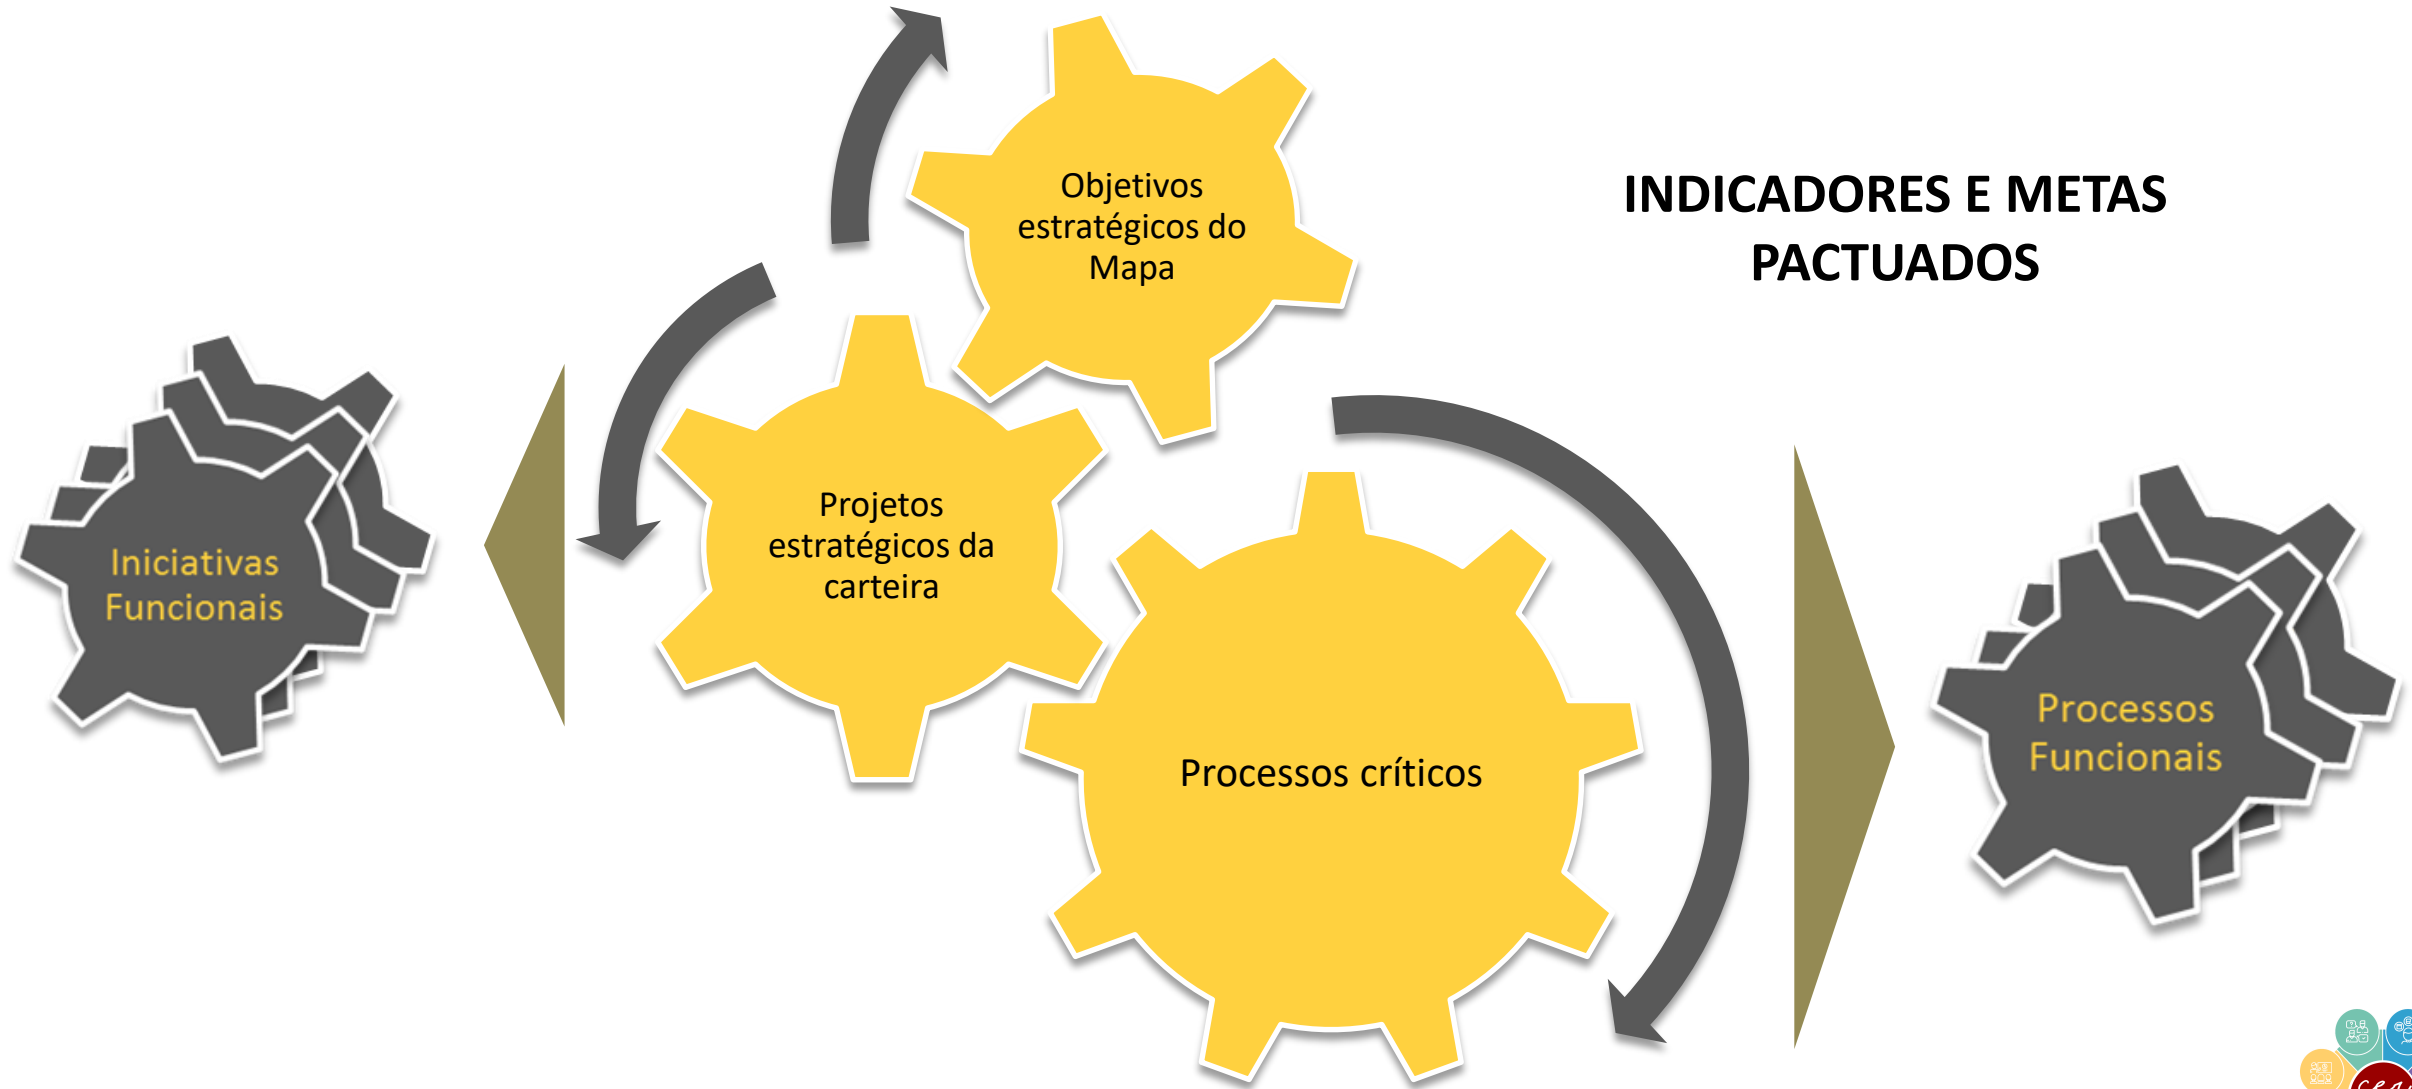 Objetivos
estratégicos do
Mapa
INDICADORES E METAS
PACTUADOS
Projetos
estratégicos da
carteira
Iniciativas
Funcionais
Processos críticos
Processos
Funcionais